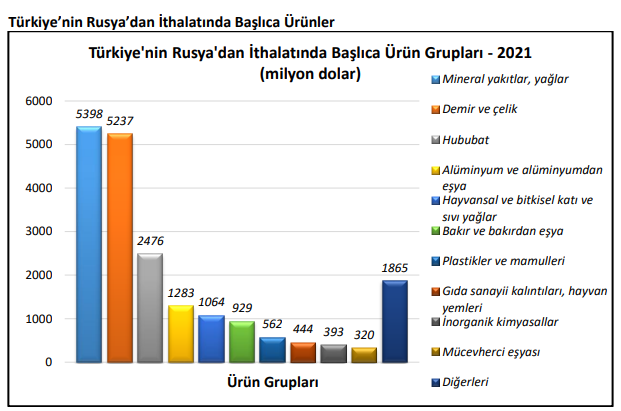 Türkiye’nin Rusya’dan İthalatında Başlıca Ürünler
Türkiye'nin Rusya'dan İthalatında Başlıca Ürün Grupları - 2021
(milyon dolar)
6000
5000
4000
3000
2000
1000
0
5398
5237
2476
1283
1064
929
562
444
393
320
1865
Ürün Grupları
Mineral yakıtlar, yağlar
Demir ve çelik
Hububat
Alüminyum ve alüminyumdan
eşya
Hayvansal ve bitkisel katı ve
sıvı yağlar
Bakır ve bakırdan eşya
Plastikler ve mamulleri
Gıda sanayii kalıntıları, hayvan
yemleri
İnorganik kimyasallar
Mücevherci eşyası
Diğerleri